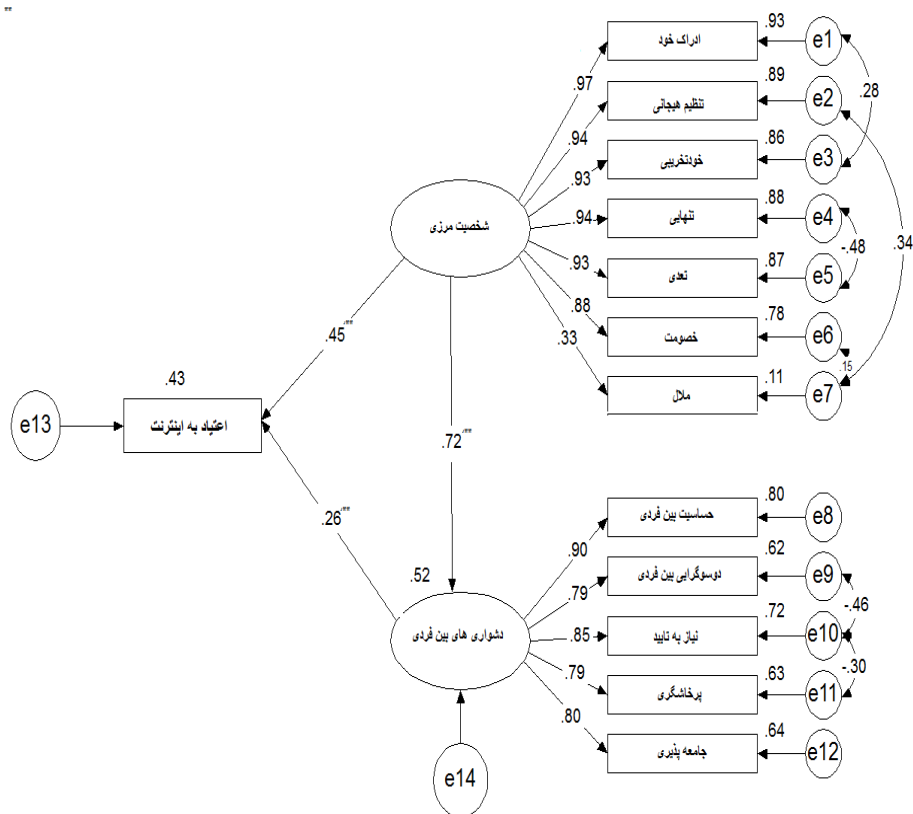 **
.93
ادراک خود
e1
.97
.28
.89
تنظیم هیجانی
e2
.94
.86
خودتخریبی
e3
.93
.88
تنهایی
e4
.94
-.48
.34
.87
تعدی
e5
.93
.78
خصومت
e6
.88
.15
.11
ملال
e7
.33
شخصیت مرزی
.45**
.43
اعتیاد به اینترنت
e13
.72**
.26**
.52
دشواری های بین فردی
e14
.80
حساسیت بین فردی
e8
.90
.62
دوسوگرایی بین فردی
e9
.79
-.46
.72
نیاز به تایید
e10
.85
-.30
.63
پرخاشگری
e11
.79
.64
جامعه پذیری
e12
.80